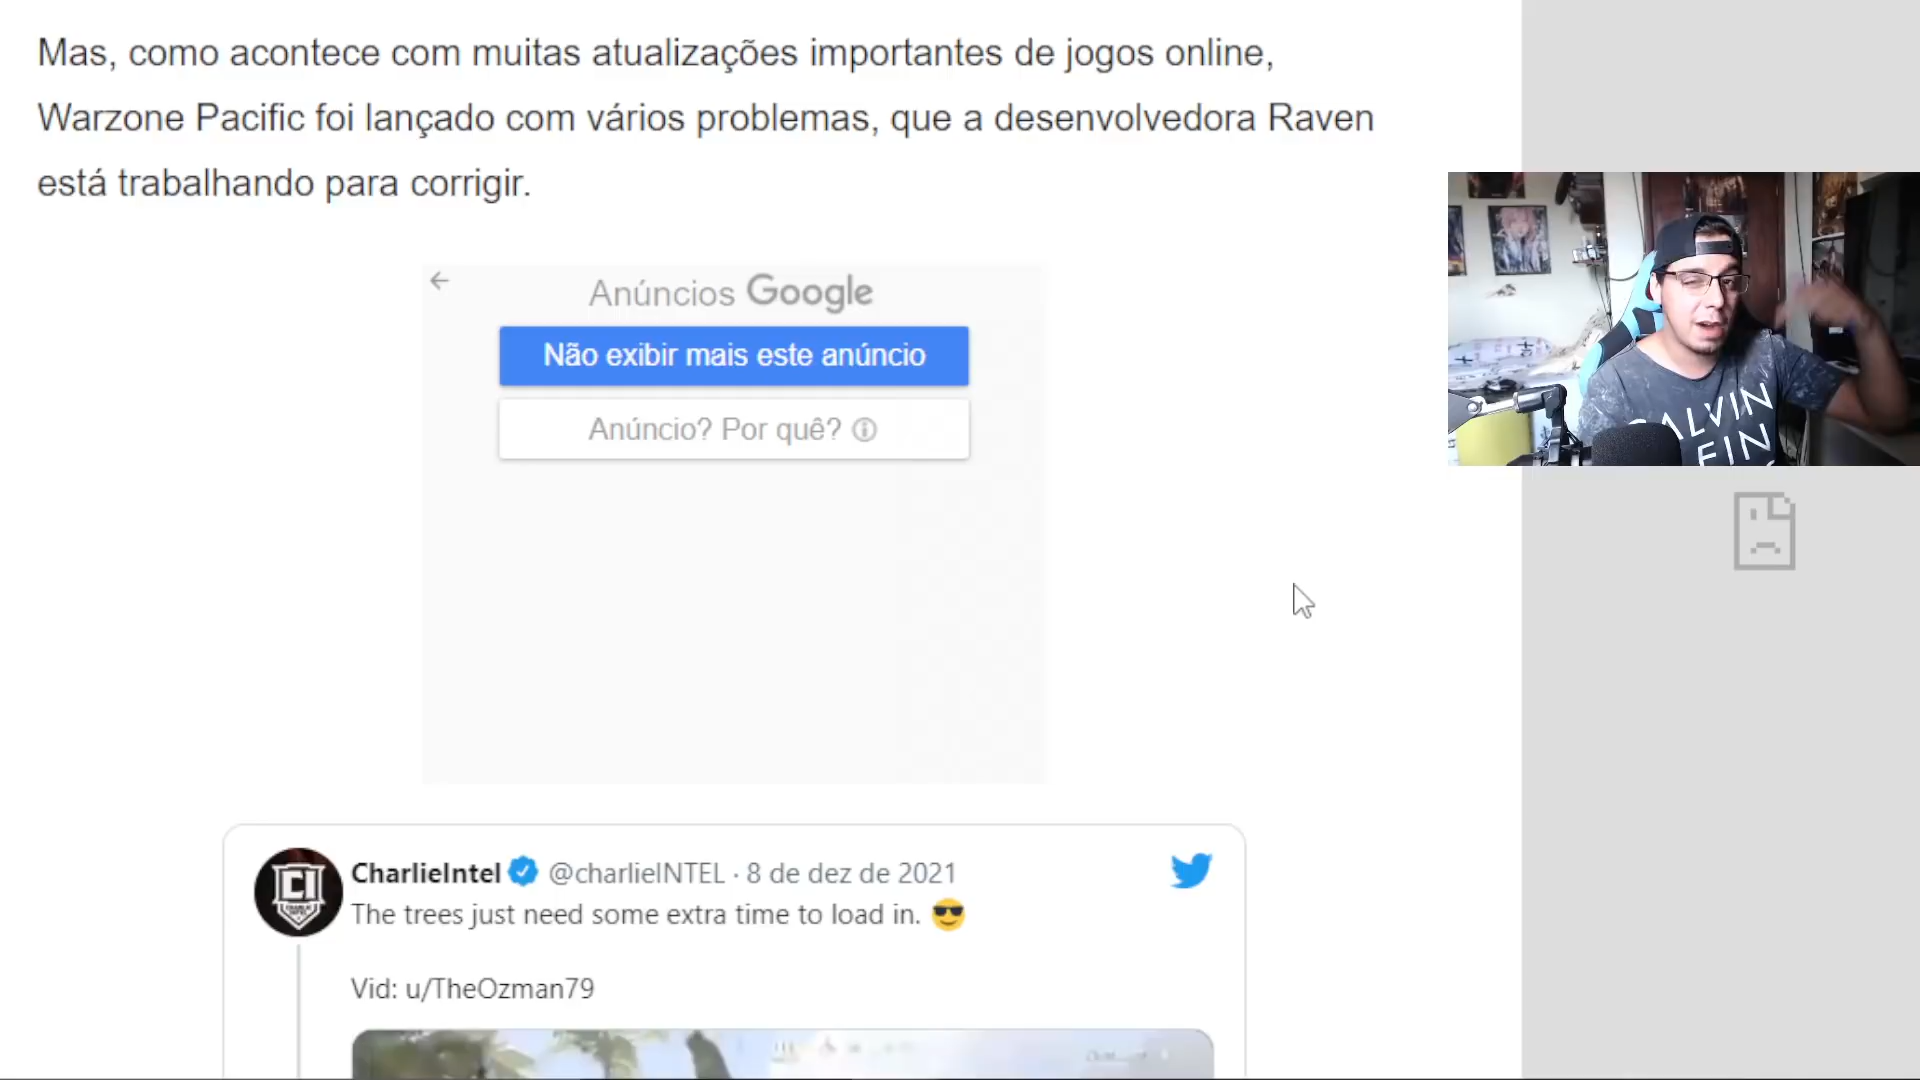 Mas, como acontece com muitas atualizações importantes de jogos online,
Warzone Pacific foi lançado com vários problemas, que a desenvolvedora Raven
está trabalhando para corrigir.
Anúncios Google
Não exibir mais este anúncio
Anúncio? Por quê?
CALVIN
CharlieIntel @charlieINTEL · 8 de dez de 2021
The trees just need some extra time to load in. 😎
Vid: u/TheOzman79
CI